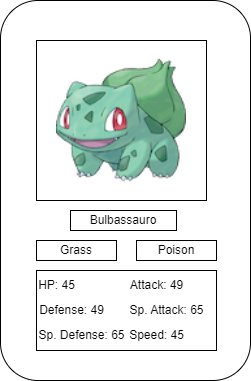 Bulbassauro
Grass Poison
HP: 45 Attack: 49
Defense: 49 Sp. Attack: 65
Sp. Defense: 65 Speed: 45